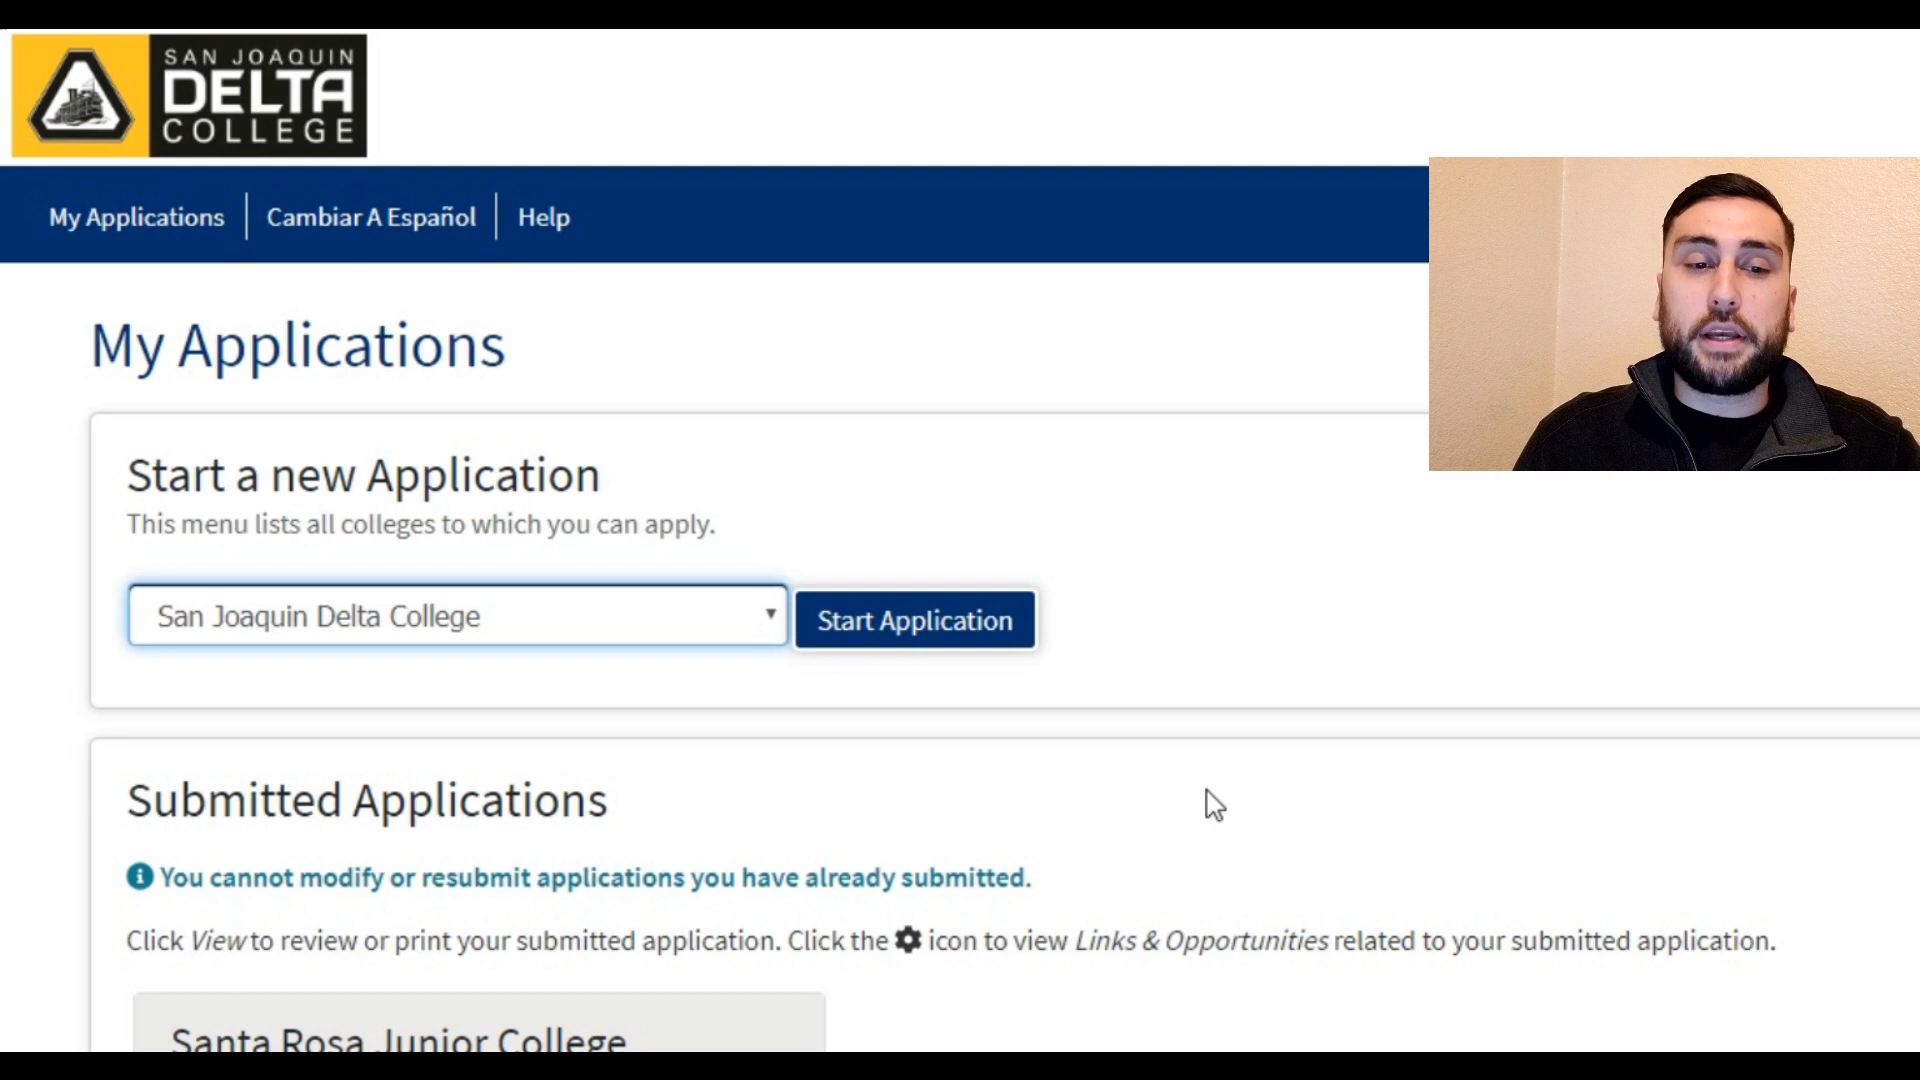 SAN JOAQUIN
DELTA
COLLEGE
My Applications
Cambiar A Español
Help
My Applications
Start a new Application
This menu lists all colleges to which you can apply.
San Joaquin Delta College
Start Application
Submitted Applications
You cannot modify or resubmit applications you have already submitted.
Click View to review or print your submitted application. Click the icon to view Links & Opportunities related to your submitted application.
Santa Rosa Junior College